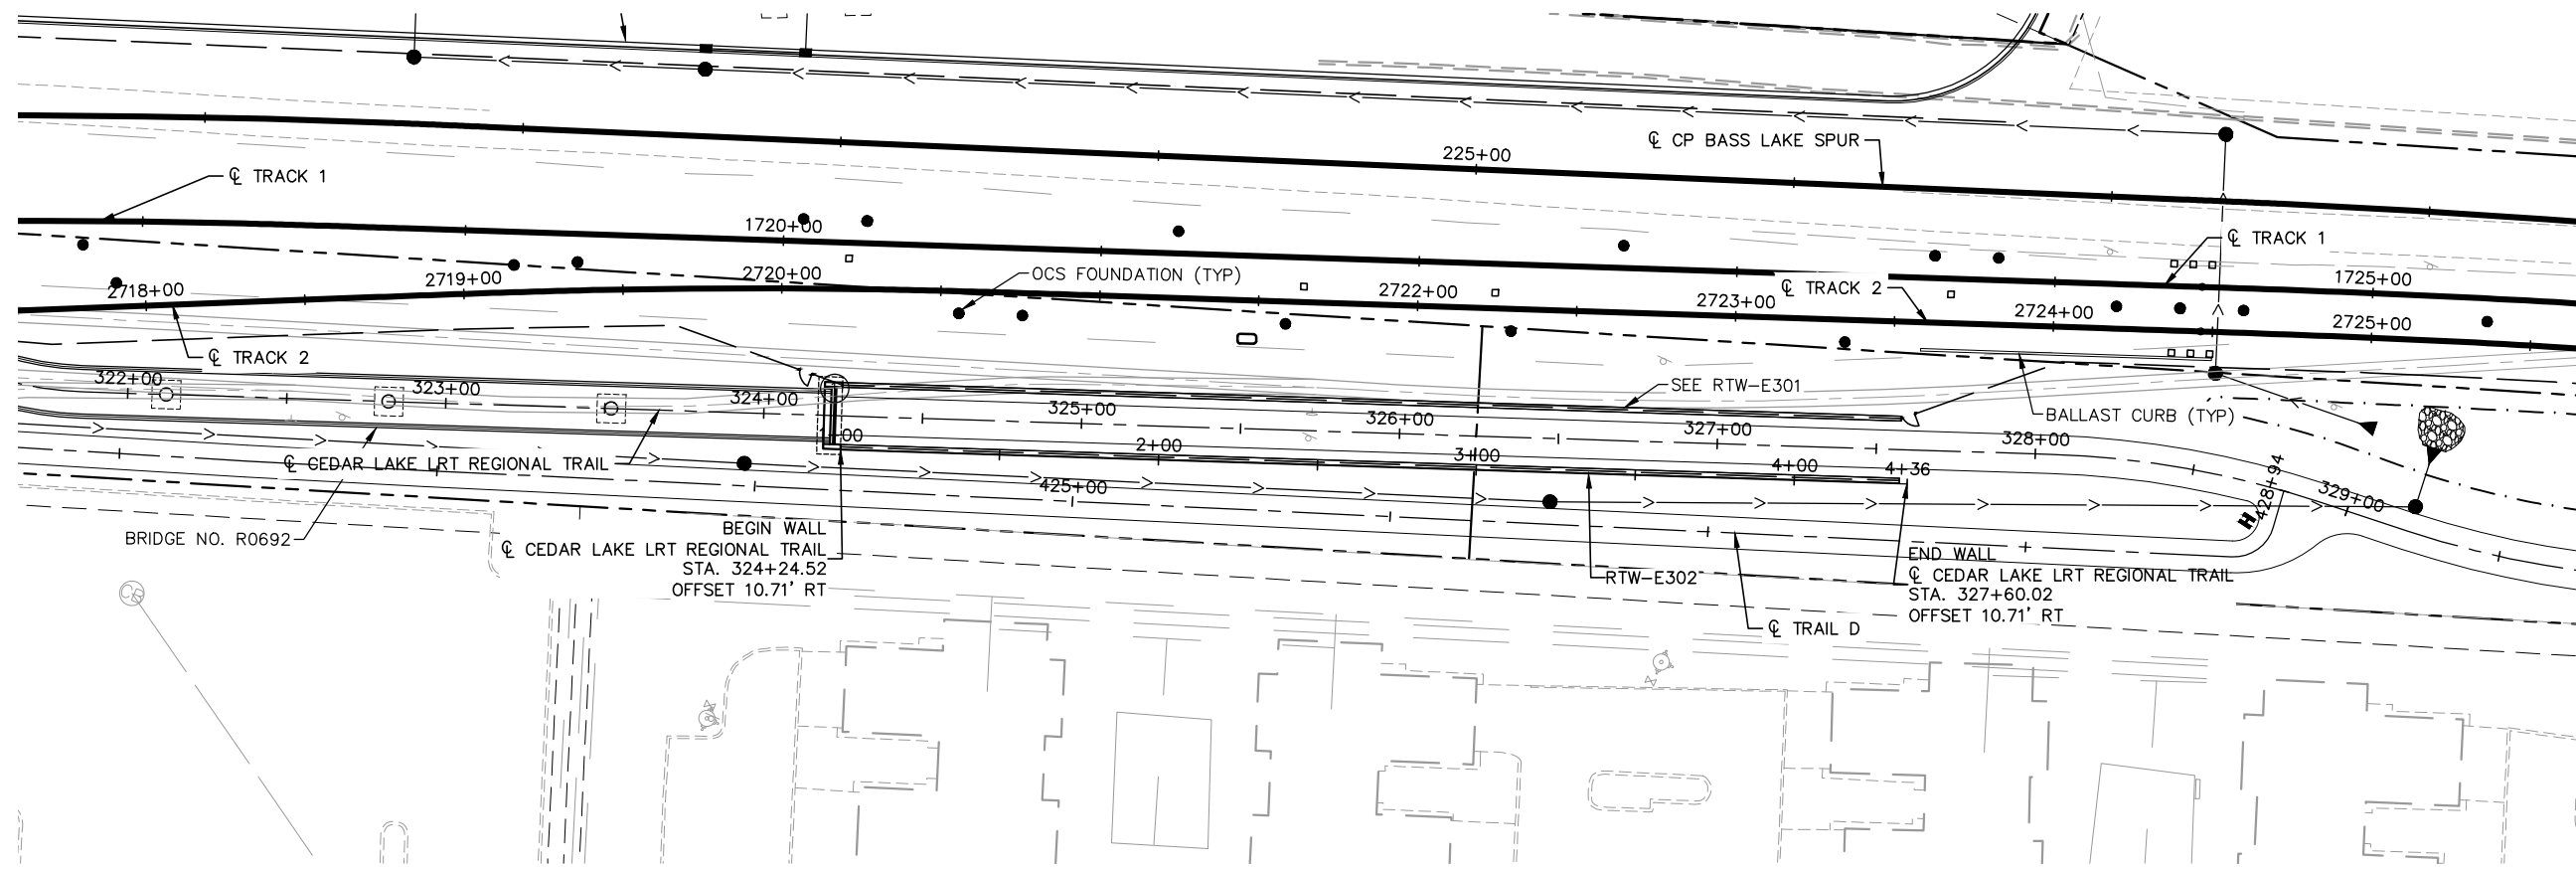 ℄ CP BASS LAKE SPUR
225+00
℄ TRACK 1
1720+00
℄ TRACK 1
2718+00
2719+00
2720+00
OCS FOUNDATION (TYP)
2722+00
℄ TRACK 2
2723+00
2724+00
1725+00
2725+00
℄ TRACK 2
322+00
323+00
324+00
325+00
326+00
327+00
328+00
329+00
SEE RTW-E301
BALLAST CURB (TYP)
00
2+00
3+00
4+00
4+36
℄ CEDAR LAKE LRT REGIONAL TRAIL
425+00
428+94
BRIDGE NO. R0692
BEGIN WALL
℄ CEDAR LAKE LRT REGIONAL TRAIL
STA. 324+24.52
OFFSET 10.71' RT
RTW-E302
END WALL
℄ CEDAR LAKE LRT REGIONAL TRAIL
STA. 327+60.02
OFFSET 10.71' RT
℄ TRAIL D
CB